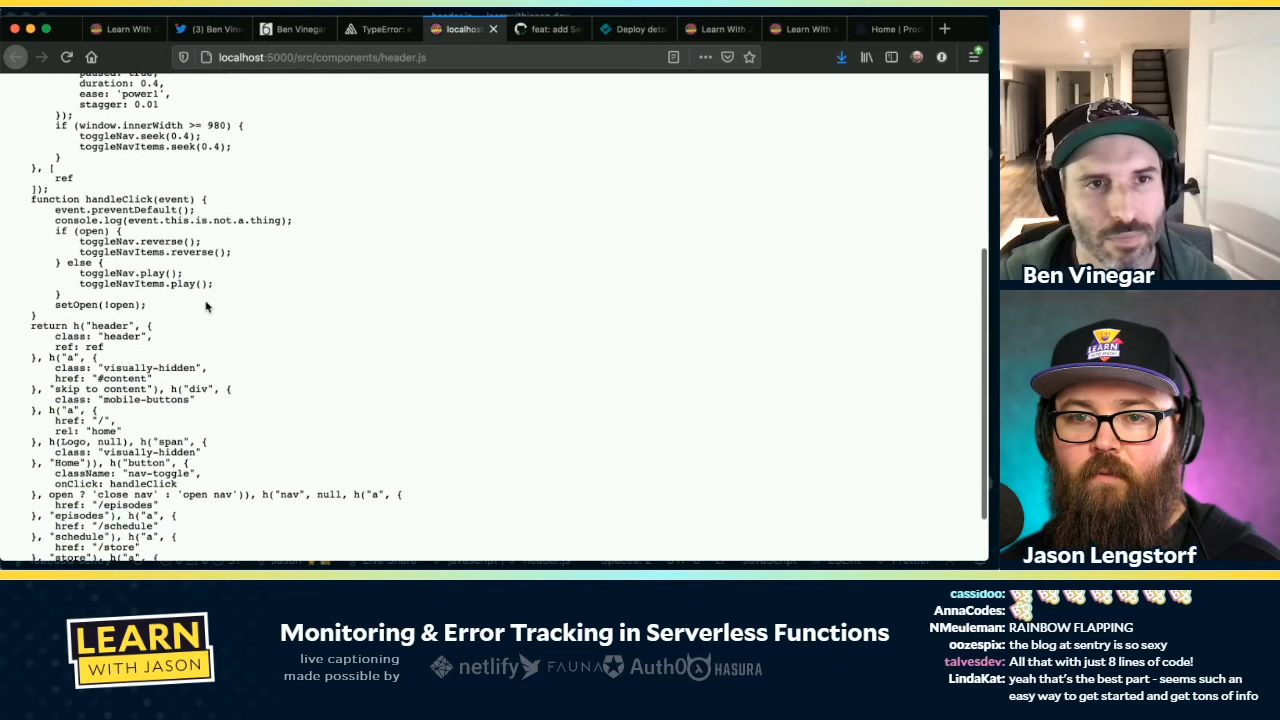 Learn With J
(3) Ben Vine
Ben Vinegar
TypeError: e
localhos
feat: add Se
Deploy deta
Learn With J
Learn With J
Home | Proc
localhost:5000/src/components/header.js
paused: true,
duration: 0.4,
ease: 'power1',
stagger: 0.01
});
if (window.innerWidth >= 980) {
toggleNav.seek(0.4);
toggleNavItems.seek(0.4);
}
}, [
ref
]);
function handleClick(event) {
event.preventDefault();
console.log(event.this.is.not.a.thing);
if (open) {
toggleNav.reverse();
toggleNavItems.reverse();
} else {
toggleNav.play();
toggleNavItems.play();
}
setOpen(!open);
}
return h("header", {
class: "header",
ref: ref
}, h("a", {
class: "visually-hidden",
href: "#content"
}, "skip to content"), h("div", {
class: "mobile-buttons"
}, h("a", {
href: "/",
rel: "home"
}, h(Logo, null), h("span", {
class: "visually-hidden"
}, "Home")), h("button", {
className: "nav-toggle",
onClick: handleClick
}, open ? 'close nav' : 'open nav')), h("nav", null, h("a", {
href: "/episodes"
}, "episodes"), h("a", {
href: "/schedule"
}, "schedule"), h("a", {
href: "/store"
}, "store"), h("a", {
Ben Vinegar
LEARN
Jason Lengstorf
LEARN
WITH JASON
Monitoring & Error Tracking in Serverless Functions
live captioning
made possible by
netlify
FAUNA
Auth0
HASURA
cassidoo:
AnnaCodes:
NMeuleman: RAINBOW FLAPPING
oozespix: the blog at sentry is so sexy
talvesdev: All that with just 8 lines of code!
LindaKat: yeah that's the best part - seems such an
easy way to get started and get tons of info